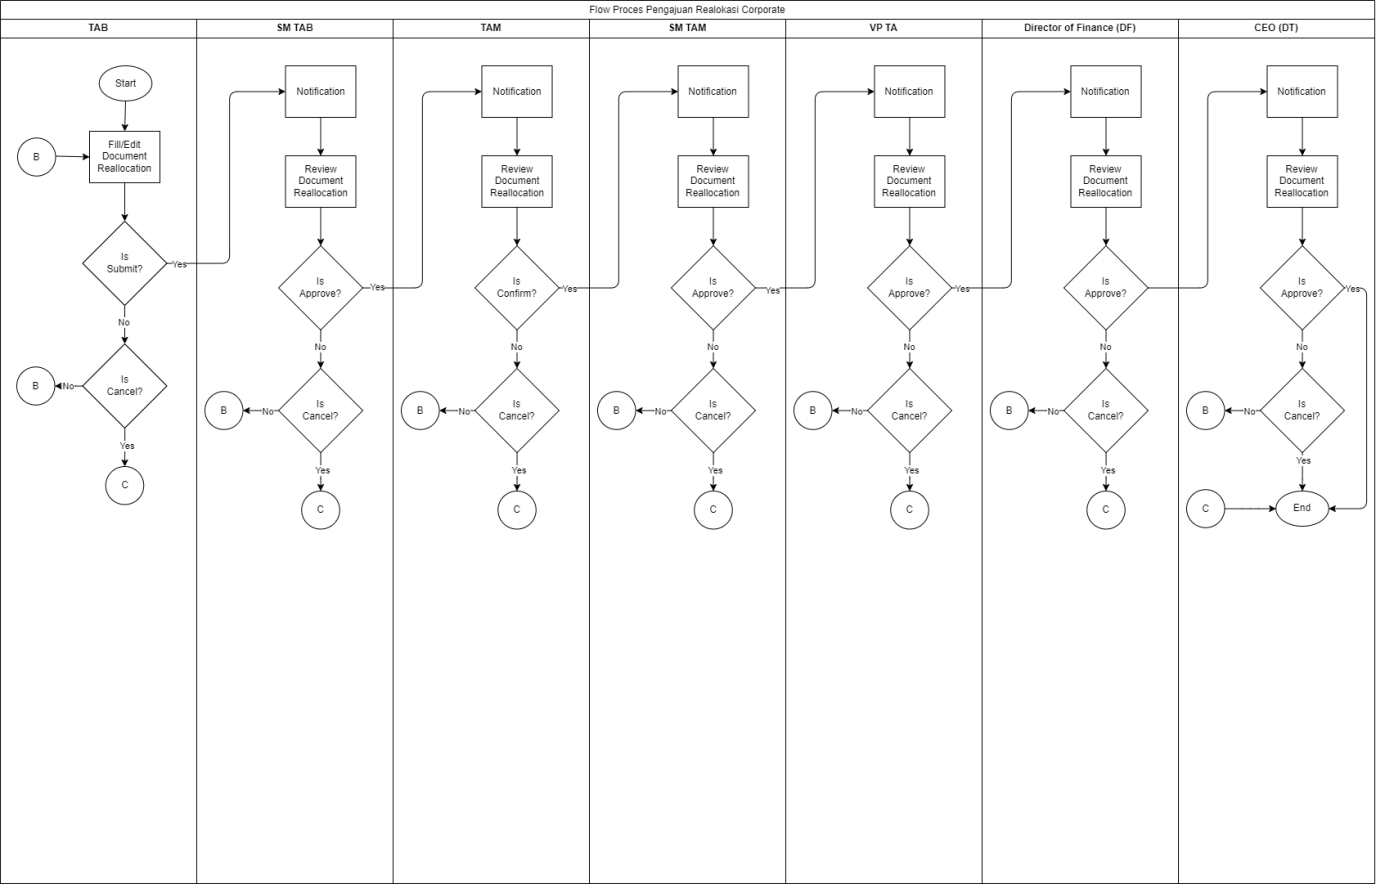 Flow Proces Pengajuan Realokasi Corporate
TAB
SM TAB
TAM
SM TAM
VP TA
Director of Finance (DF)
CEO (DT)
Start
B
Fill/Edit
Document
Reallocation
Is
Submit?
Yes
No
Is
Cancel?
No
B
Yes
C
Notification
Review
Document
Reallocation
Is
Approve?
Yes
No
Is
Cancel?
No
B
Yes
C
Notification
Review
Document
Reallocation
Is
Confirm?
Yes
No
Is
Cancel?
No
B
Yes
C
Notification
Review
Document
Reallocation
Is
Approve?
Yes
No
Is
Cancel?
No
B
Yes
C
Notification
Review
Document
Reallocation
Is
Approve?
Yes
No
Is
Cancel?
No
B
Yes
C
Notification
Review
Document
Reallocation
Is
Approve?
No
Is
Cancel?
No
B
Yes
C
Notification
Review
Document
Reallocation
Is
Approve?
Yes
No
Is
Cancel?
No
B
Yes
C
End